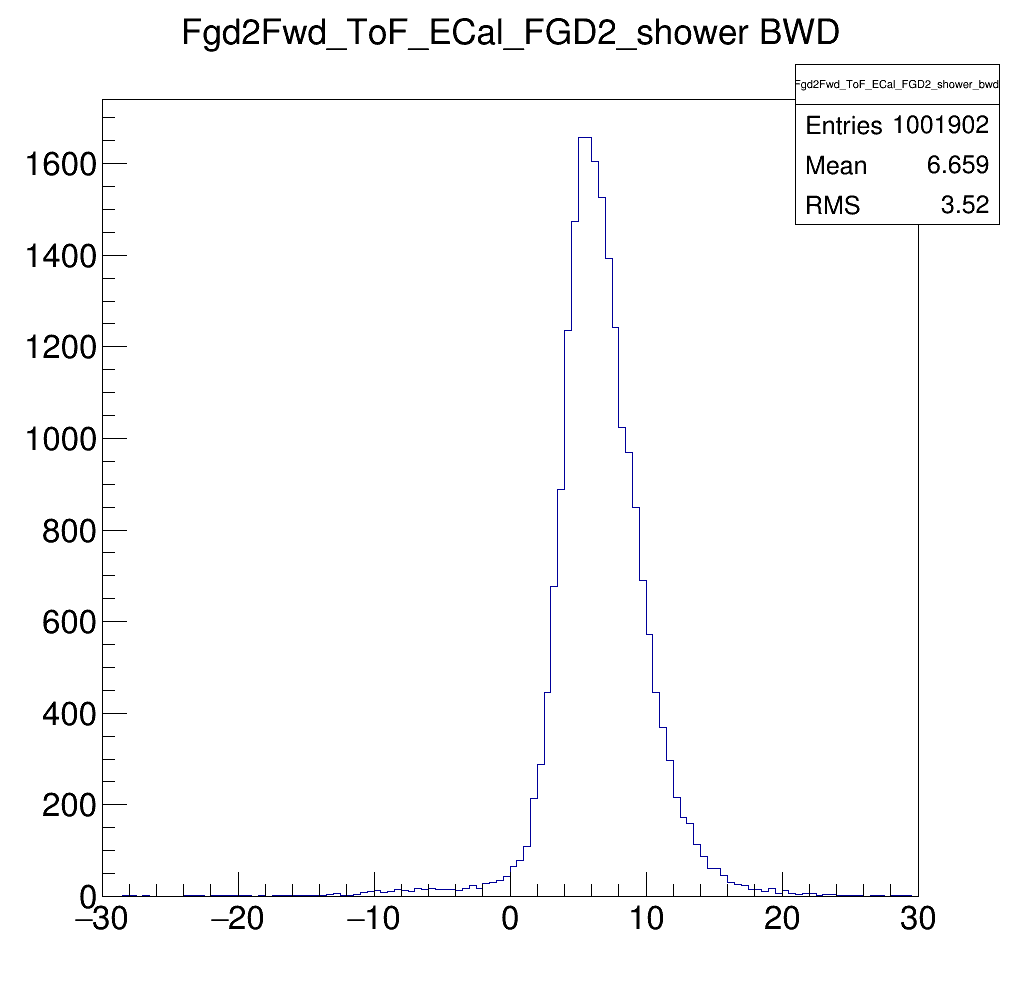 Fgd2Fwd_ToF_ECal_FGD2_shower BWD
Fgd2Fwd_ToF_ECal_FGD2_shower_bwd
Entries 1001902
Mean 6.659
RMS 3.52
1600
1400
1200
1000
800
600
400
200
0
−30 −20 −10 0 10 20 30